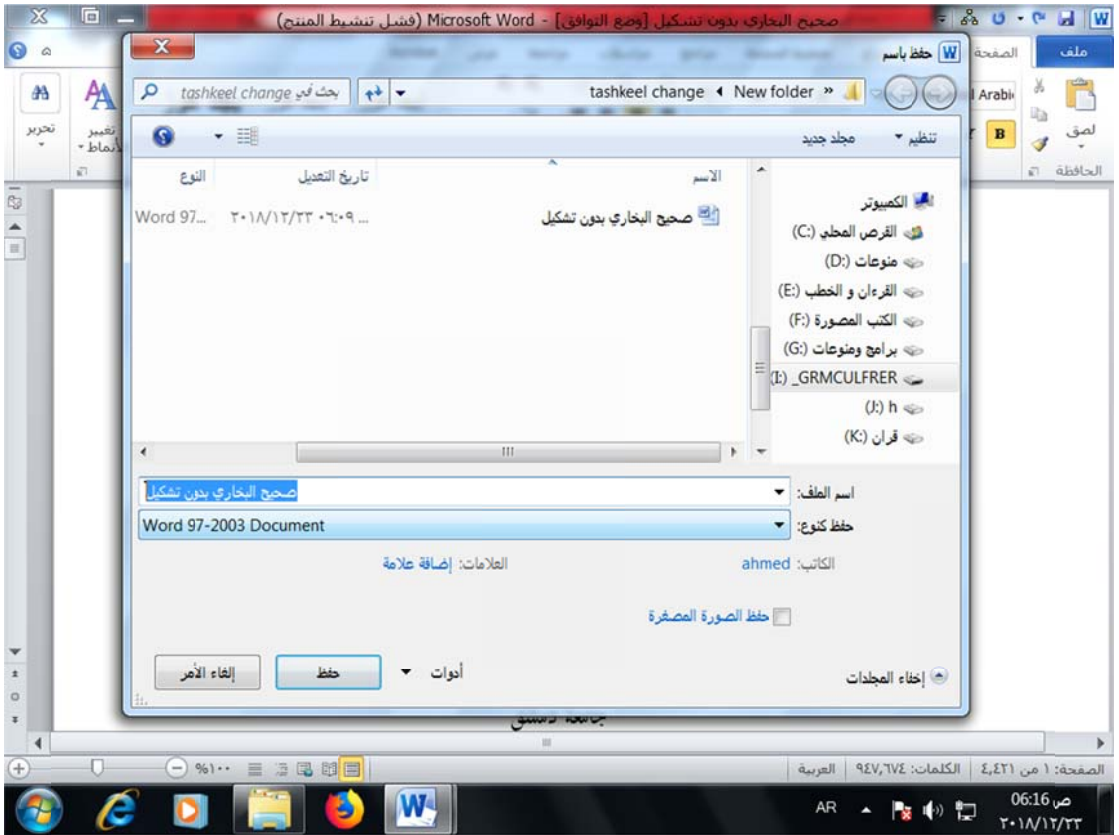 صحيح البخاري بدون تشكيل [وضع التوافق] - Microsoft Word (فشل تنشيط المنتج)
ملف
الصفحة
لصق
الحافظة
Arabi
B
تغيير
الأنماط
تحرير
حفظ باسم
tashkeel change ◂ New folder »
بحث في tashkeel change
تنظيم
مجلد جديد
الاسم
تاريخ التعديل
النوع
صحيح البخاري بدون تشكيل
... ٢٠١٨/١٢/٢٣ ٠٦:٠٩
Word 97...
الكمبيوتر
القرص المحلي (C:)
منوعات (D:)
القرءان و الخطب (E:)
الكتب المصورة (F:)
برامج ومنوعات (G:)
_GRMCULFRER (I:)
h (J:)
قرآن (K:)
اسم الملف:
صحيح البخاري بدون تشكيل
حفظ كنوع:
Word 97-2003 Document
الكاتب: ahmed
العلامات: إضافة علامة
حفظ الصورة المصغرة
إخفاء المجلدات
أدوات
حفظ
إلغاء الأمر
جامعة دمشق
الصفحة: ١ من ٤,٤٢١
الكلمات: ٩٤٧,٦٧٤
العربية
%١٠٠
AR
06:16 ص
٢٠١٨/١٢/٢٣